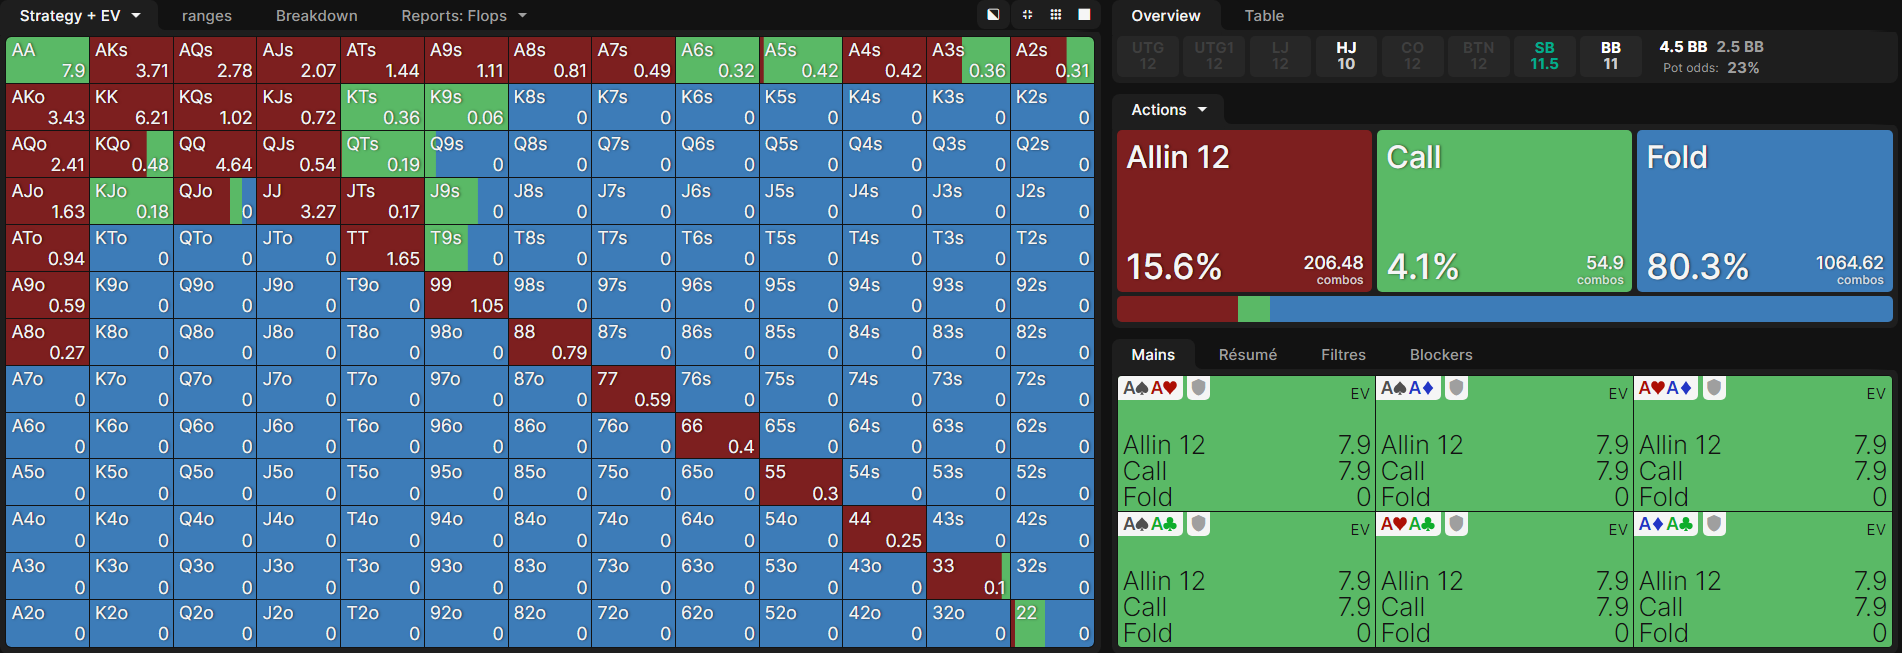 Strategy + EV ranges Breakdown Reports: Flops
AA AKs AQs AJs ATs A9s A8s A7s A6s A5s A4s A3s A2s
7.9 3.71 2.78 2.07 1.44 1.11 0.81 0.49 0.32 0.42 0.42 0.36 0.31
AKo KK KQs KJs KTs K9s K8s K7s K6s K5s K4s K3s K2s
3.43 6.21 1.02 0.72 0.36 0.06 0 0 0 0 0 0 0
AQo KQo QQ QJs QTs Q9s Q8s Q7s Q6s Q5s Q4s Q3s Q2s
2.41 0.48 4.64 0.54 0.19 0 0 0 0 0 0 0 0
AJo KJo QJo JJ JTs J9s J8s J7s J6s J5s J4s J3s J2s
1.63 0.18 0 3.27 0.17 0 0 0 0 0 0 0 0
ATo KTo QTo JTo TT T9s T8s T7s T6s T5s T4s T3s T2s
0.94 0 0 0 1.65 0 0 0 0 0 0 0 0
A9o K9o Q9o J9o T9o 99 98s 97s 96s 95s 94s 93s 92s
0.59 0 0 0 0 1.05 0 0 0 0 0 0 0
A8o K8o Q8o J8o T8o 98o 88 87s 86s 85s 84s 83s 82s
0.27 0 0 0 0 0 0.79 0 0 0 0 0 0
A7o K7o Q7o J7o T7o 97o 87o 77 76s 75s 74s 73s 72s
0 0 0 0 0 0 0 0.59 0 0 0 0 0
A6o K6o Q6o J6o T6o 96o 86o 76o 66 65s 64s 63s 62s
0 0 0 0 0 0 0 0 0.4 0 0 0 0
A5o K5o Q5o J5o T5o 95o 85o 75o 65o 55 54s 53s 52s
0 0 0 0 0 0 0 0 0 0.3 0 0 0
A4o K4o Q4o J4o T4o 94o 84o 74o 64o 54o 44 43s 42s
0 0 0 0 0 0 0 0 0 0 0.25 0 0
A3o K3o Q3o J3o T3o 93o 83o 73o 63o 53o 43o 33 32s
0 0 0 0 0 0 0 0 0 0 0 0.1 0
A2o K2o Q2o J2o T2o 92o 82o 72o 62o 52o 42o 32o 22
0 0 0 0 0 0 0 0 0 0 0 0 0
Overview Table
UTG UTG1 LJ HJ CO BTN SB BB
12 12 12 10 12 12 11.5 11
4.5 BB 2.5 BB
Pot odds: 23%
Actions
Allin 12 Call Fold
15.6% 206.48 combos 4.1% 54.9 combos 80.3% 1064.62 combos
Mains Résumé Filtres Blockers
A♠A♥ EV A♠A♦ EV A♥A♦ EV
Allin 12 7.9 Allin 12 7.9 Allin 12 7.9
Call 7.9 Call 7.9 Call 7.9
Fold 0 Fold 0 Fold 0
A♠A♣ EV A♥A♣ EV A♦A♣ EV
Allin 12 7.9 Allin 12 7.9 Allin 12 7.9
Call 7.9 Call 7.9 Call 7.9
Fold 0 Fold 0 Fold 0